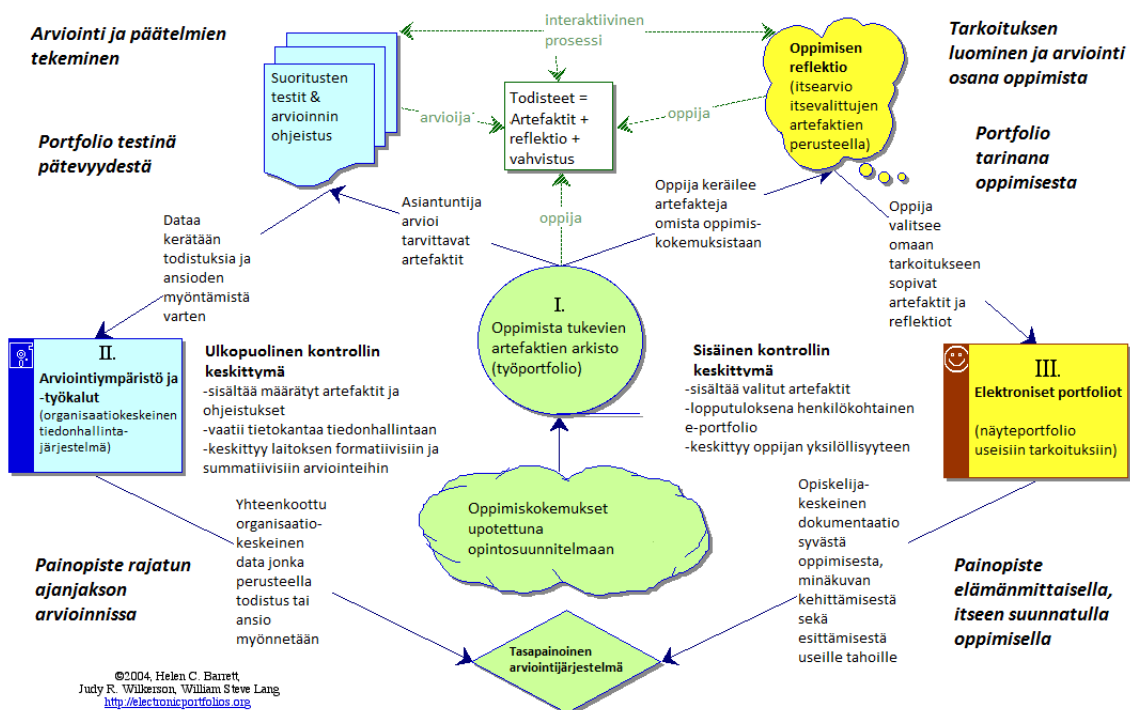 Arviointi ja päätelmien
tekeminen
interaktiivinen
prosessi
Tarkoituksen
luominen ja arviointi
osana oppimista
Suoritusten
testit &
arvioinnin
ohjeistus
arvioija
Todisteet =
Artefaktit +
reflektio +
vahvistus
oppija
Oppimisen
reflektio
(itsearvio
itsevalittujen
artefaktien
perusteella)
Portfolio testinä
pätevyydestä
Portfolio
tarinana
oppimisesta
Dataa
kerätään
todistuksia ja
ansioden
myöntämistä
varten
Asiantuntija
arvioi
tarvittavat
artefaktit
oppija
Oppija keräilee
artefakteja
omista oppimis-
kokemuksistaan
Oppija
valitsee
omaan
tarkoitukseen
sopivat
artefaktit ja
reflektiot
I.
Oppimista tukevien
artefaktien arkisto
(työportfolio)
II.
Arviointiympäristö ja
-työkalut
(organisaatiokeskeinen
tiedonhallinta-
järjestelmä)
Ulkopuolinen kontrollin
keskittymä
-sisältää määrätyt artefaktit ja
ohjeistukset
-vaatii tietokantaa tiedonhallintaan
-keskittyy laitoksen formatiivisiin ja
summatiivisiin arviointeihin
Sisäinen kontrollin
keskittymä
-sisältää valitut artefaktit
-lopputuloksena henkilökohtainen
e-portfolio
-keskittyy oppijan yksilöllisyyteen
III.
Elektroniset portfoliot
(näyteportfolio
useisiin tarkoituksiin)
Yhteenkoottu
organisaatio-
keskeinen
data jonka
perusteella
todistus tai
ansio
myönnetään
Oppimiskokemukset
upotettuna
opintosuunnitelmaan
Opiskelija-
keskeinen
dokumentaatio
syvästä
oppimisesta,
minäkuvan
kehittämisestä
sekä
esittämisestä
useille tahoille
Painopiste rajatun
ajanjakson
arvioinnissa
Painopiste
elämänmittaisella,
itseen suunnatulla
oppimisella
Tasapainoinen
arviointijärjestelmä
©2004, Helen C. Barrett,
Judy R. Wilkerson, William Steve Lang
http://electronicportfolios.org